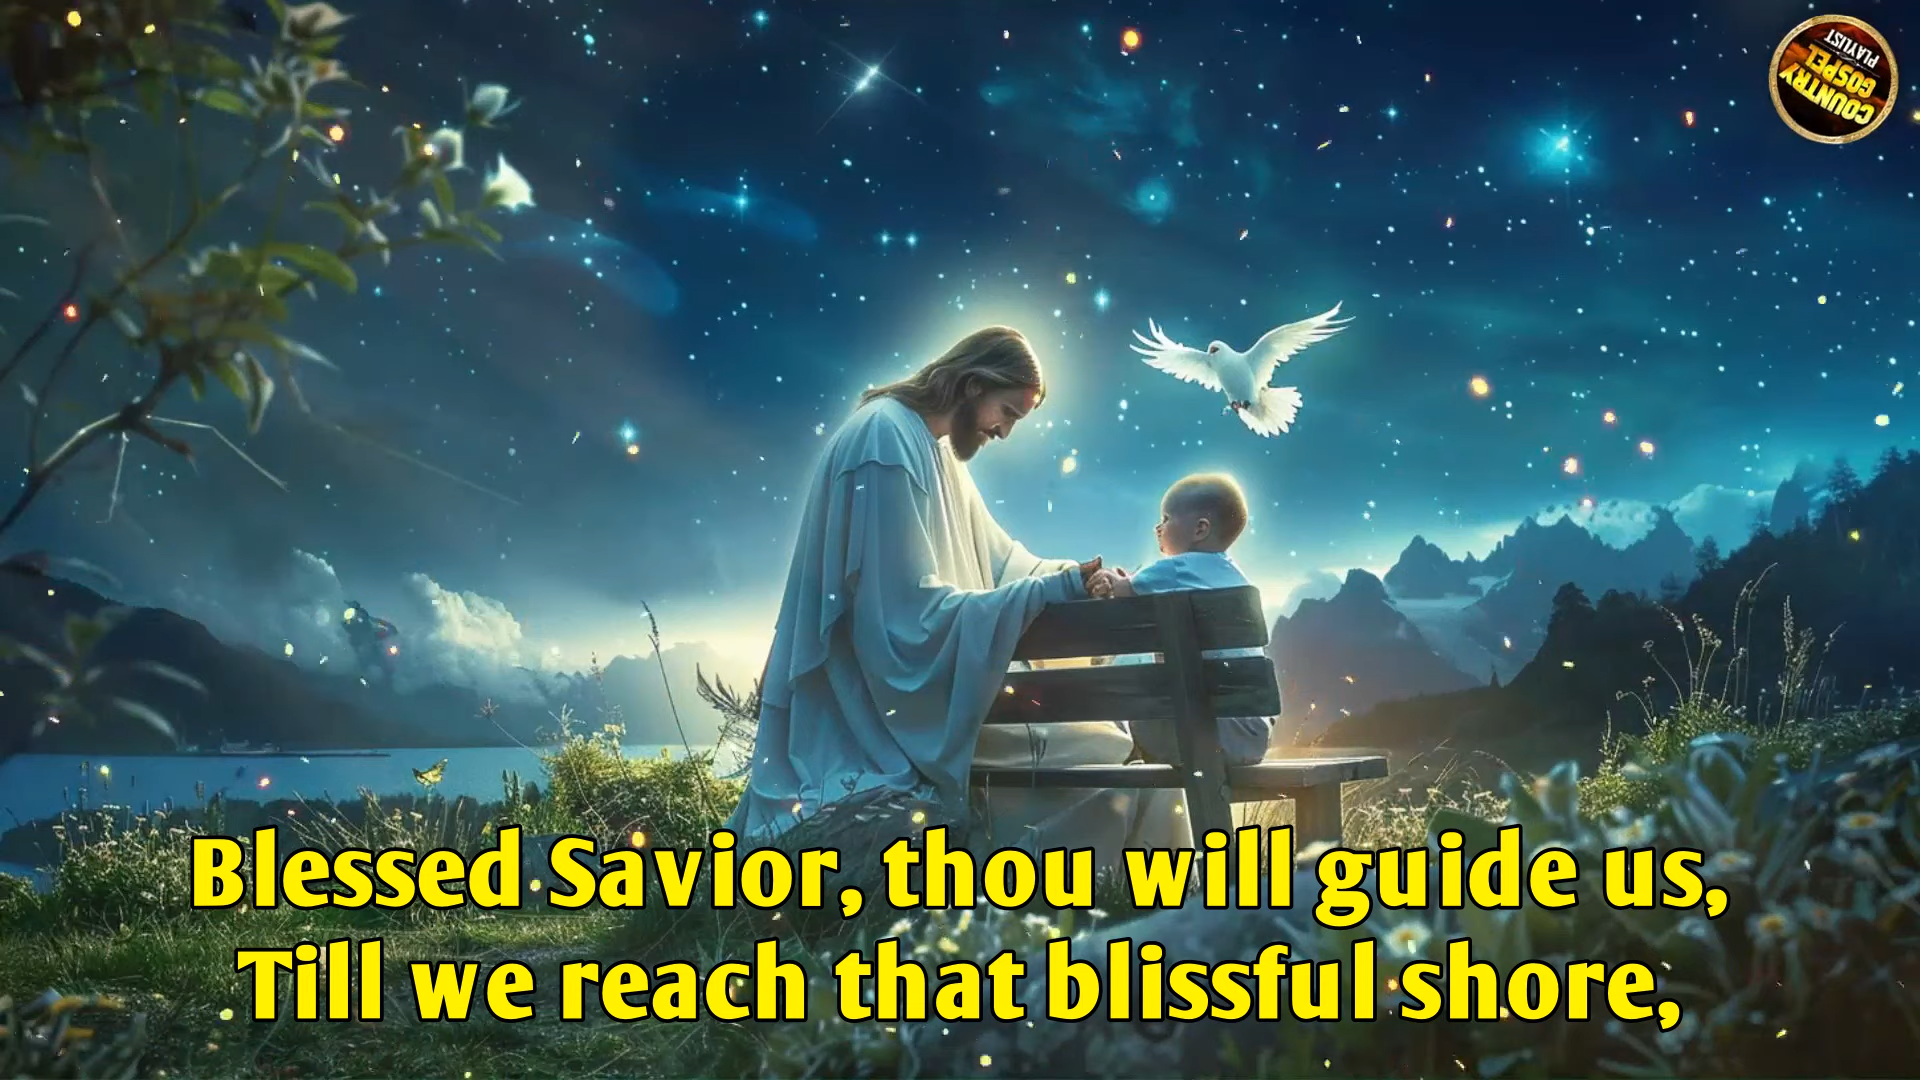 COUNTRY
GOSPEL
PLAYLIST
Blessed Savior, thou will guide us,
Till we reach that blissful shore,